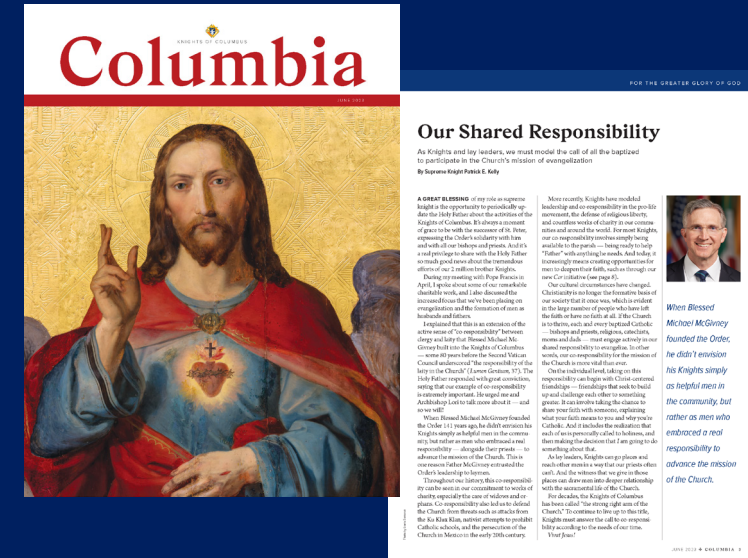 KNIGHTS OF COLUMBUS
Columbia
JUNE 2023
FOR THE GREATER GLORY OF GOD
Our Shared Responsibility
As Knights and lay leaders, we must model the call of all the baptized
to participate in the Church's mission of evangelization
By Supreme Knight Patrick E. Kelly
A GREAT BLESSING of my role as supreme
knight is the opportunity to periodically up-
date the Holy Father about the activities of the
Knights of Columbus. It's always a moment
of grace to be with the successor of St. Peter,
expressing the Order's solidarity with him
and with all our bishops and priests. And it's
a real privilege to share with the Holy Father
so much good news about the tremendous
efforts of our 2 million brother Knights.
During my meeting with Pope Francis in
April, I spoke about some of our remarkable
charitable work, and I also discussed the
increased focus that we've been placing on
evangelization and the formation of men as
husbands and fathers.
I explained that this is an extension of the
active sense of "co-responsibility" between
clergy and laity that Blessed Michael Mc-
Givney built into the Knights of Columbus
— some 80 years before the Second Vatican
Council underscored "the responsibility of the
laity in the Church" (Lumen Gentium, 37). The
Holy Father responded with great conviction,
saying that our example of co-responsibility
is extremely important. He urged me and
Archbishop Lori to talk more about it — and
so we will!
When Blessed Michael McGivney founded
the Order 141 years ago, he didn't envision his
Knights simply as helpful men in the commu-
nity, but rather as men who embraced a real
responsibility — alongside their priests — to
advance the mission of the Church. This is
one reason Father McGivney entrusted the
Order's leadership to laymen.
Throughout our history, this co-responsibil-
ity can be seen in our commitment to works of
charity, especially the care of widows and or-
phans. Co-responsibility also led us to defend
the Church from threats such as attacks from
the Ku Klux Klan, nativist attempts to prohibit
Catholic schools, and the persecution of the
Church in Mexico in the early 20th century.
More recently, Knights have modeled
leadership and co-responsibility in the pro-life
movement, the defense of religious liberty,
and countless works of charity in our commu-
nities and around the world. For most Knights,
our co-responsibility involves simply being
available to the parish — being ready to help
"Father" with anything he needs. And today, it
increasingly means creating opportunities for
men to deepen their faith, such as through our
new Cor initiative (see page 8).
Our cultural circumstances have changed.
Christianity is no longer the formative basis of
our society that it once was, which is evident
in the large number of people who have left
the faith or have no faith at all. If the Church
is to thrive, each and every baptized Catholic
— bishops and priests, religious, catechists,
moms and dads — must engage actively in our
shared responsibility to evangelize. In other
words, our co-responsibility for the mission of
the Church is more vital than ever.
On the individual level, taking on this
responsibility can begin with Christ-centered
friendships — friendships that seek to build
up and challenge each other to something
greater. It can involve taking the chance to
share your faith with someone, explaining
what your faith means to you and why you're
Catholic. And it includes the realization that
each of us is personally called to holiness, and
then making the decision that I am going to do
something about that.
As lay leaders, Knights can go places and
reach other men in a way that our priests often
can't. And the witness that we give in those
places can draw men into deeper relationship
with the sacramental life of the Church.
For decades, the Knights of Columbus
has been called "the strong right arm of the
Church." To continue to live up to this title,
Knights must answer the call to co-responsi-
bility according to the needs of our time.
Vivat Jesus!
When Blessed
Michael McGivney
founded the Order,
he didn't envision
his Knights simply
as helpful men in
the community, but
rather as men who
embraced a real
responsibility to
advance the mission
of the Church.
JUNE 2023 COLUMBIA 3